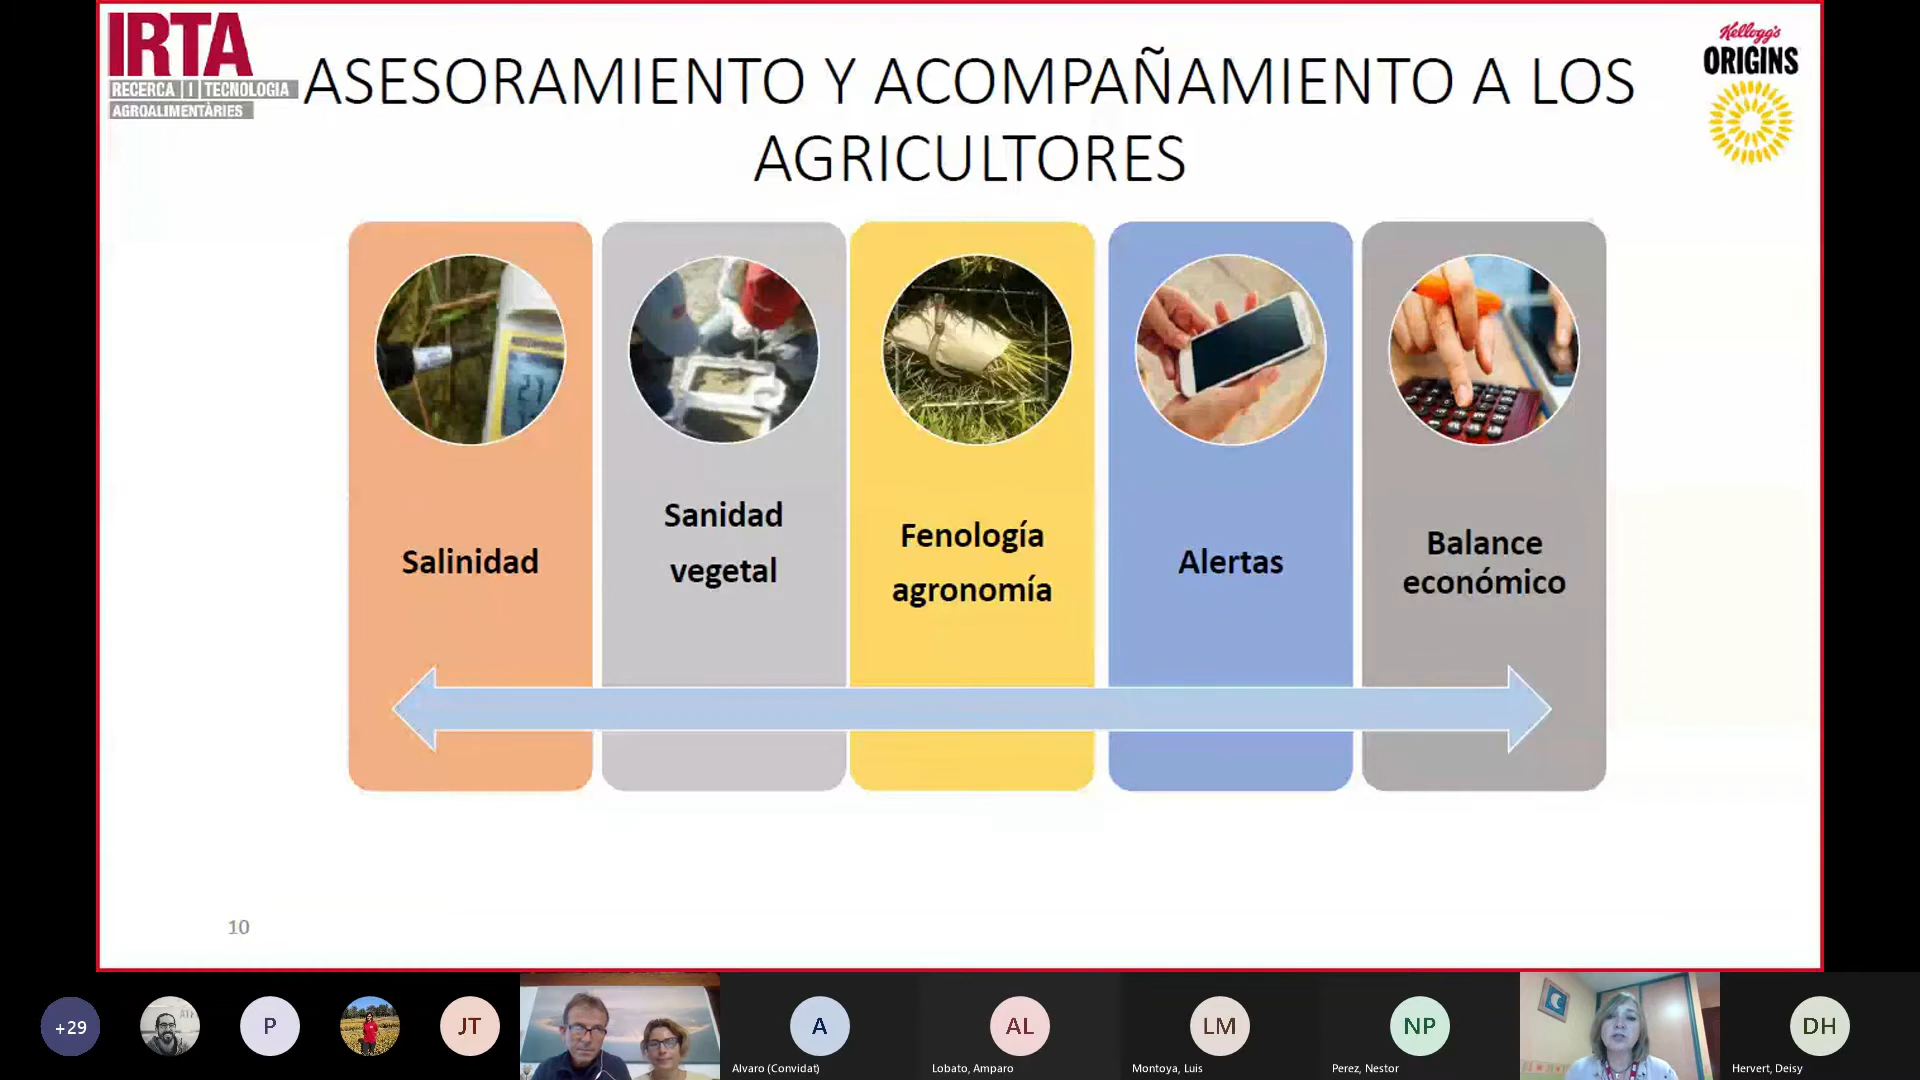 IRTA
RECERCA | I | TECNOLOGIA
AGROALIMENTÀRIES
Kellogg's
ORIGINS
ASESORAMIENTO Y ACOMPAÑAMIENTO A LOS
AGRICULTORES
Salinidad
Sanidad
vegetal
Fenología
agronomía
Alertas
Balance
económico
10
+29
P
JT
A
AL
LM
NP
DH
Alvaro (Convidat)
Lobato, Amparo
Montoya, Luis
Perez, Nestor
Hervert, Deisy